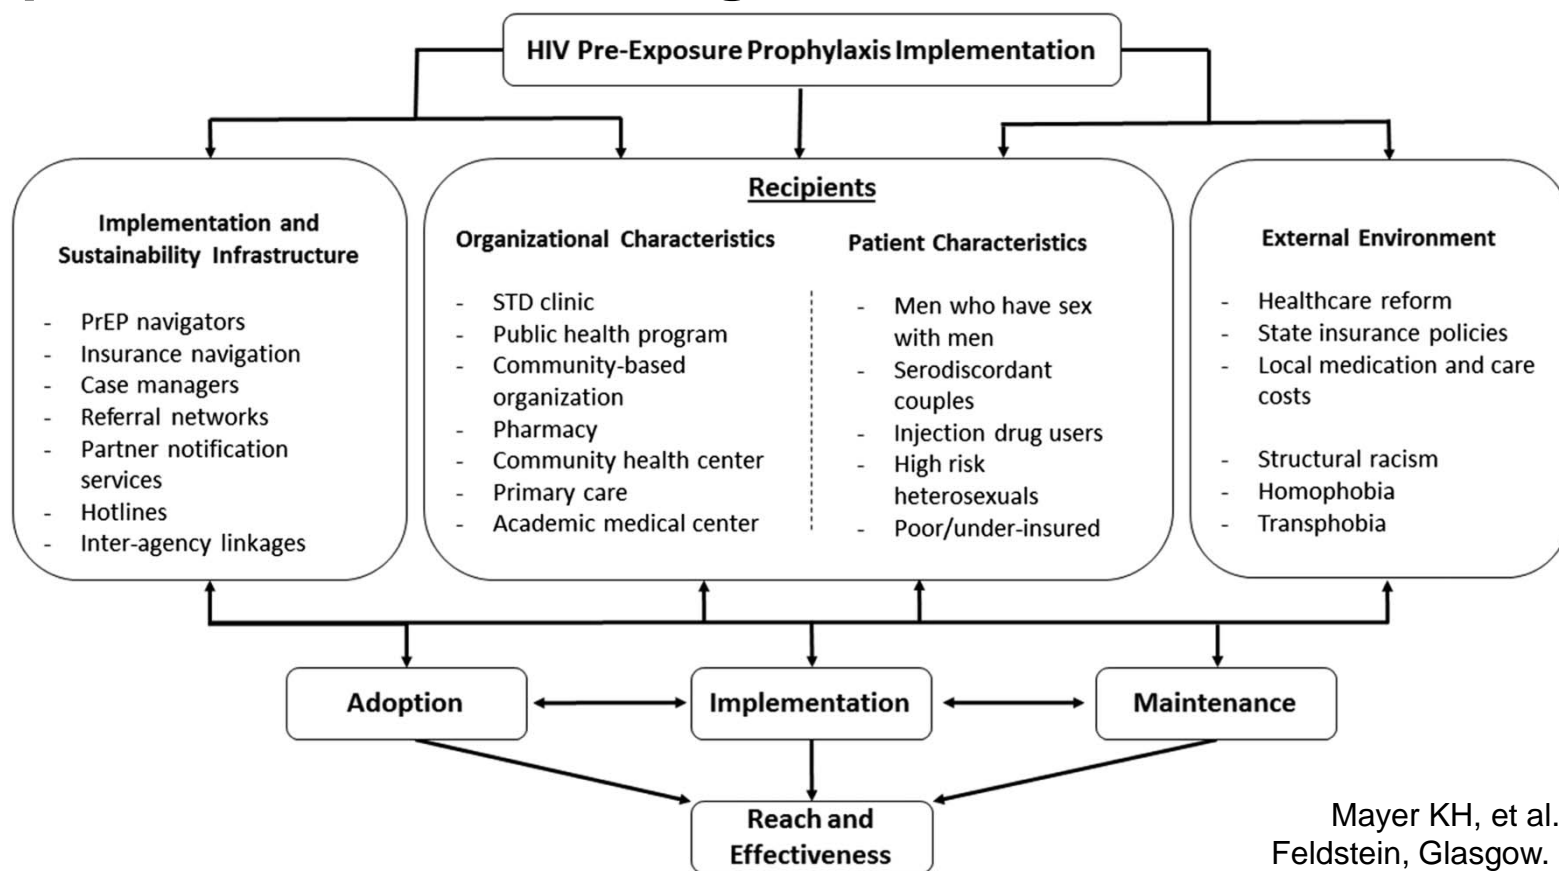 HIV Pre-Exposure Prophylaxis Implementation
Implementation and
Sustainability Infrastructure
- PrEP navigators
- Insurance navigation
- Case managers
- Referral networks
- Partner notification
services
- Hotlines
- Inter-agency linkages
Recipients
Organizational Characteristics
- STD clinic
- Public health program
- Community-based
organization
- Pharmacy
- Community health center
- Primary care
- Academic medical center
Patient Characteristics
- Men who have sex
with men
- Serodiscordant
couples
- Injection drug users
- High risk
heterosexuals
- Poor/under-insured
External Environment
- Healthcare reform
- State insurance policies
- Local medication and care
costs
- Structural racism
- Homophobia
- Transphobia
Adoption
Implementation
Maintenance
Reach and
Effectiveness
Mayer KH, et al.
Feldstein, Glasgow.